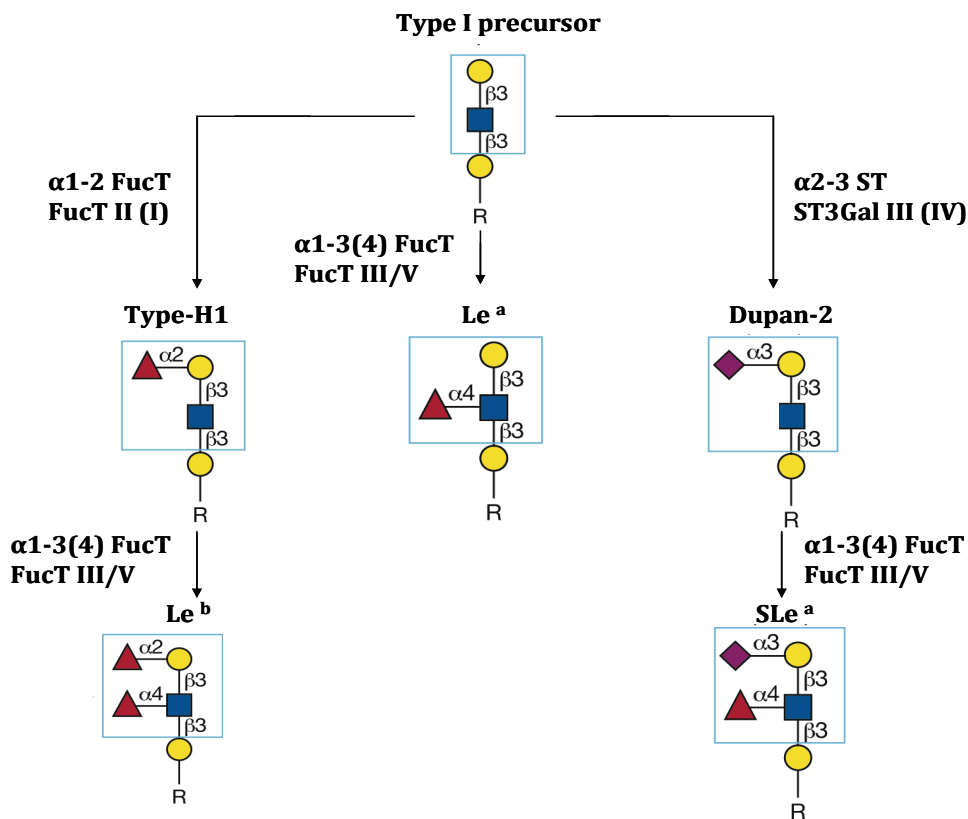 Type I precursor
β3
β3
R
α1-2 FucT
FucT II (I)
α1-3(4) FucT
FucT III/V
α2-3 ST
ST3Gal III (IV)
Type-H1
α2
β3
β3
R
Le a
β3
α4
β3
R
Dupan-2
α3
β3
β3
R
α1-3(4) FucT
FucT III/V
α1-3(4) FucT
FucT III/V
Le b
α2
β3
α4
β3
R
SLe a
α3
β3
α4
β3
R